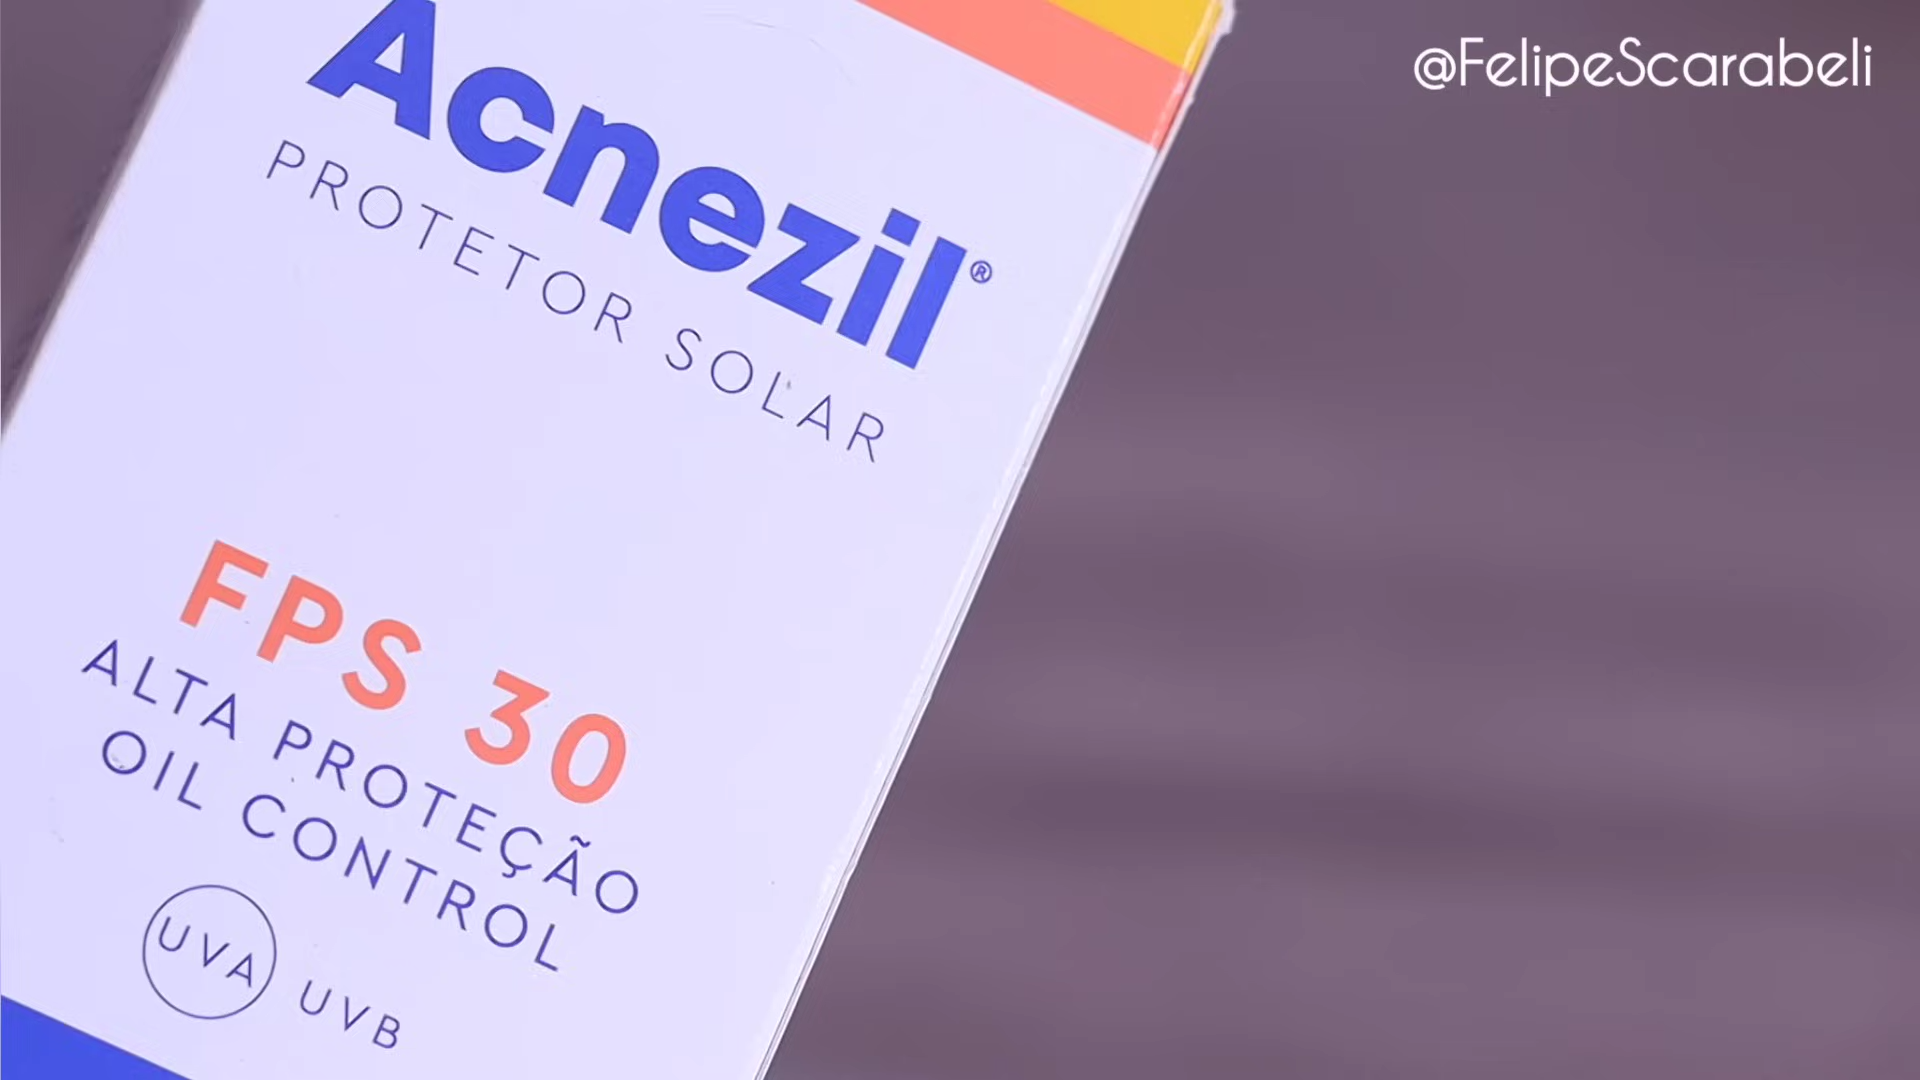 @FelipeScarabeli
Acnezil®
PROTETOR SOLAR
FPS 30
ALTA PROTEÇÃO
OIL CONTROL
UVA UVB